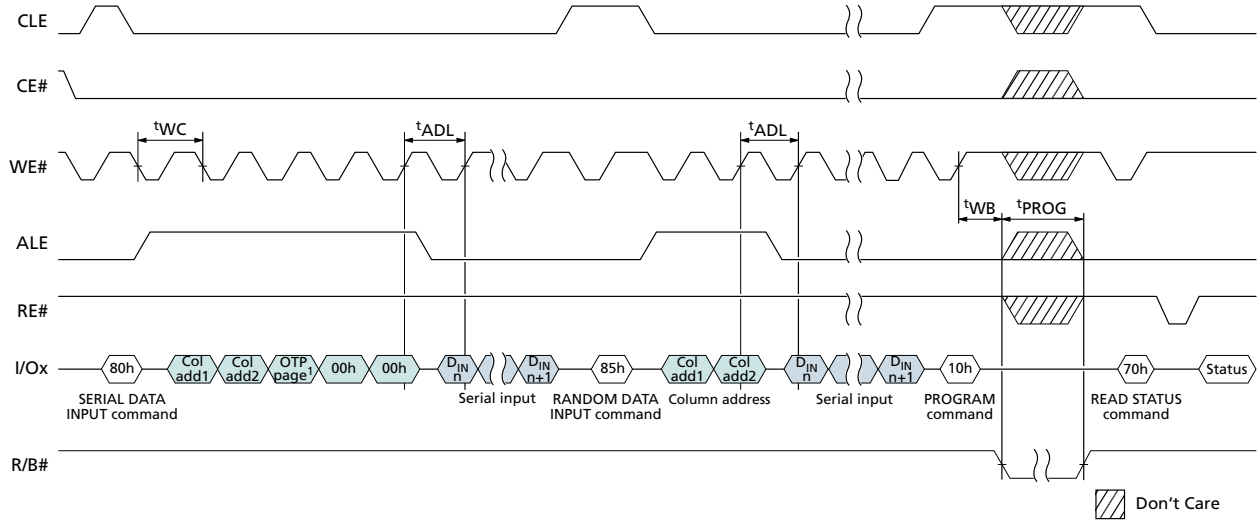 CLE
CE#
tWC
tADL
tADL
WE#
tWB
tPROG
ALE
RE#
I/Ox
80h
Col add1
Col add2
OTP page1
00h
00h
DIN n
DIN n+1
85h
Col add1
Col add2
DIN n
DIN n+1
10h
70h
Status
SERIAL DATA
INPUT command
Serial input
RANDOM DATA
INPUT command
Column address
Serial input
PROGRAM
command
READ STATUS
command
R/B#
Don't Care